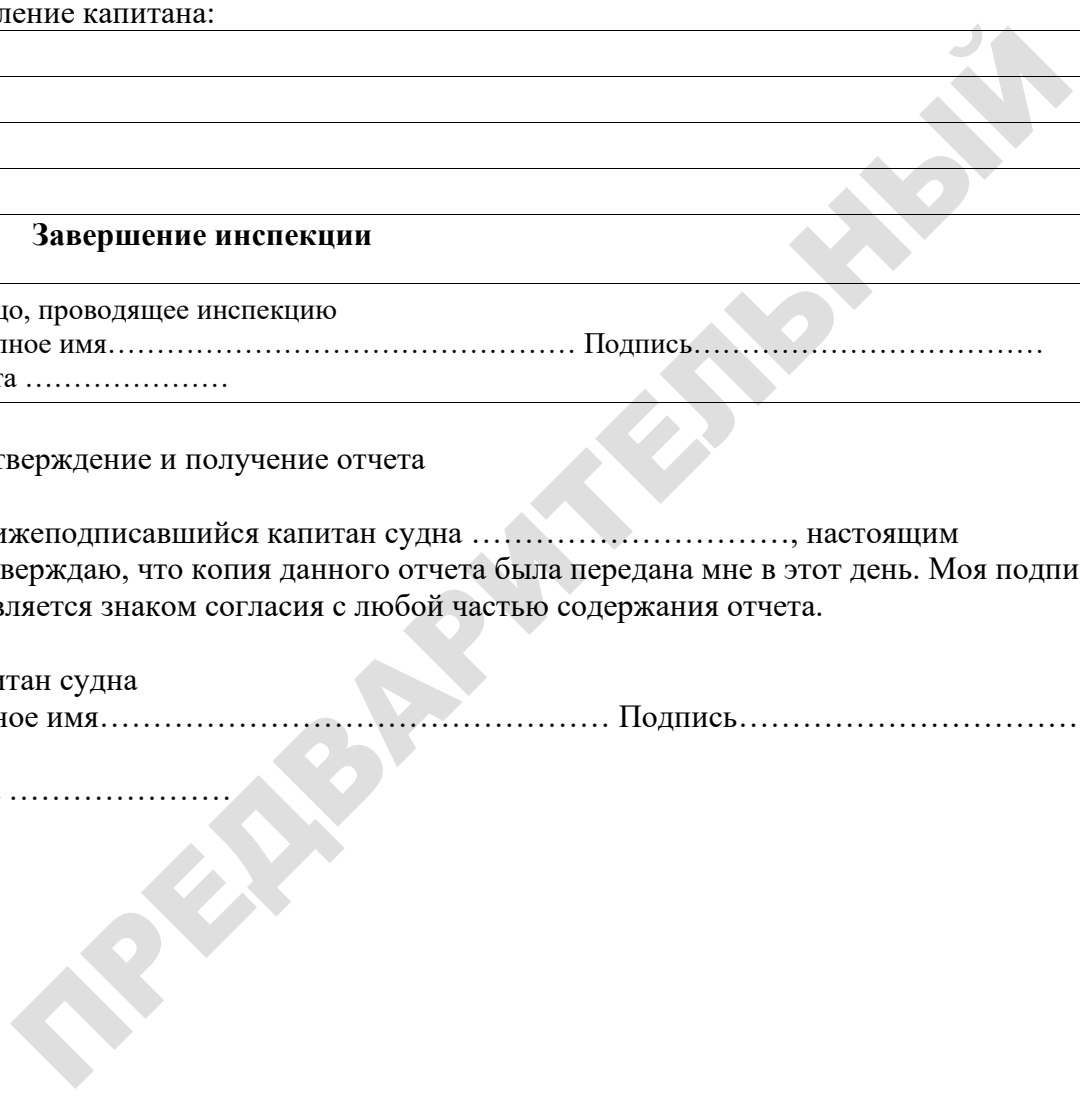 ление капитана:
Завершение инспекции
цо, проводящее инспекцию
лное имя………………………………………… Подпись………………………………
та …………………
тверждение и получение отчета
ижеподписавшийся капитан судна …………………………, настоящим
верждаю, что копия данного отчета была передана мне в этот день. Моя подпи
вляется знаком согласия с любой частью содержания отчета.
итан судна
ное имя………………………………………… Подпись……………………………
…………………
ПРЕДВАРИТЕЛЬНЫЙ